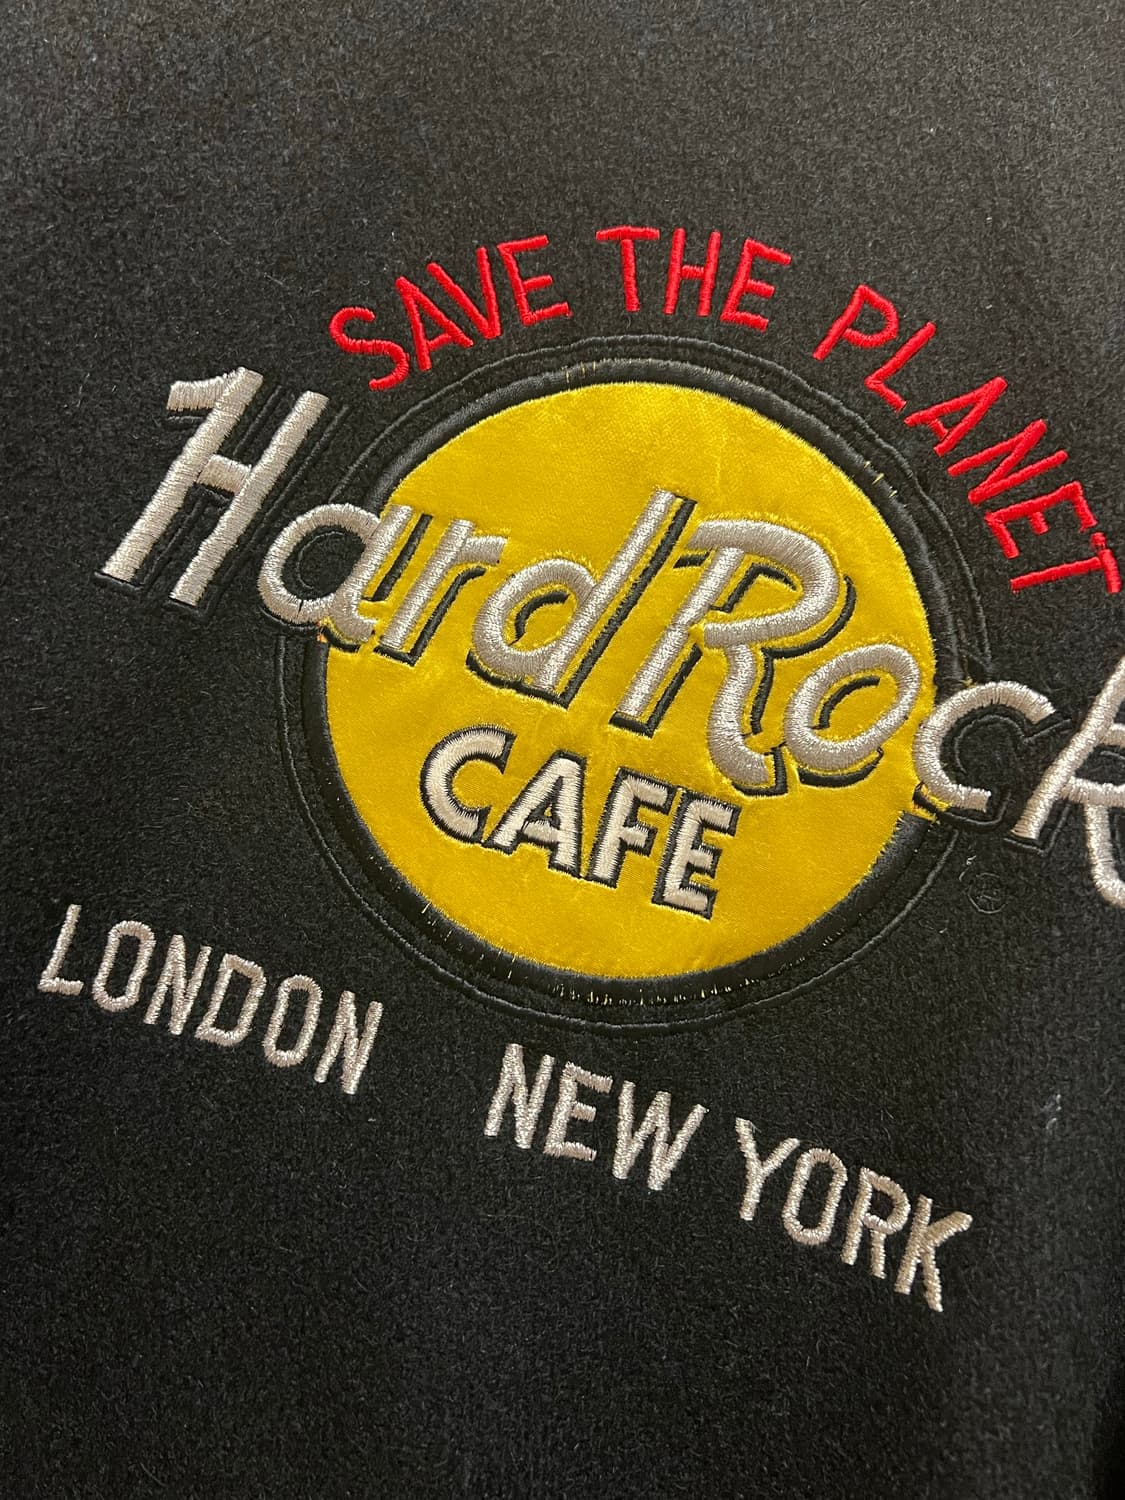 SAVE THE PLANET
Hard Rock
CAFE
LONDON NEW YORK